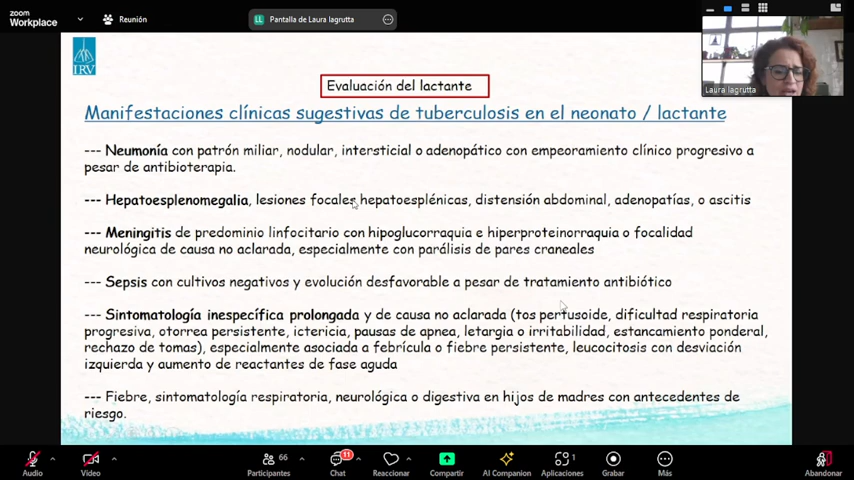 zoom
Workplace
Reunión
LL
Pantalla de Laura lagrutta
Laura lagrutta
IRV
Evaluación del lactante
Manifestaciones clínicas sugestivas de tuberculosis en el neonato / lactante
--- Neumonía con patrón miliar, nodular, intersticial o adenopático con empeoramiento clínico progresivo a
pesar de antibioterapia.
--- Hepatoesplenomegalia, lesiones focales hepatoesplénicas, distensión abdominal, adenopatías, o ascitis
--- Meningitis de predominio linfocitario con hipoglucorraquia e hiperproteinorraquia o focalidad
neurológica de causa no aclarada, especialmente con parálisis de pares craneales
--- Sepsis con cultivos negativos y evolución desfavorable a pesar de tratamiento antibiótico
--- Sintomatología inespecífica prolongada y de causa no aclarada (tos pertusoide, dificultad respiratoria
progresiva, otorrea persistente, ictericia, pausas de apnea, letargia o irritabilidad, estancamiento ponderal,
rechazo de tomas), especialmente asociada a febrícula o fiebre persistente, leucocitosis con desviación
izquierda y aumento de reactantes de fase aguda
--- Fiebre, sintomatología respiratoria, neurológica o digestiva en hijos de madres con antecedentes de
riesgo.
66
11
1
Audio
Video
Participantes
Chat
Reaccionar
Compartir
AI Companion
Aplicaciones
Grabar
Más
Abandonar